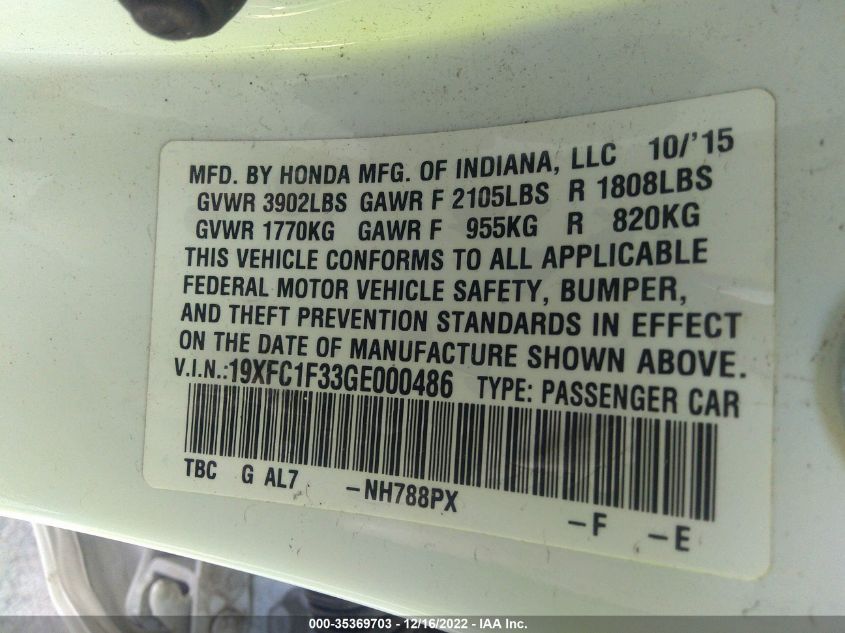 MFD. BY HONDA MFG. OF INDIANA, LLC 10/'15
GVWR 3902LBS GAWR F 2105LBS R 1808LBS
GVWR 1770KG GAWR F 955KG R 820KG
THIS VEHICLE CONFORMS TO ALL APPLICABLE
FEDERAL MOTOR VEHICLE SAFETY, BUMPER,
AND THEFT PREVENTION STANDARDS IN EFFECT
ON THE DATE OF MANUFACTURE SHOWN ABOVE.
V.I.N.:19XFC1F33GE000486 TYPE: PASSENGER CAR
TBC G AL7 -NH788PX -F -E
000-35369703 - 12/16/2022 - IAA Inc.